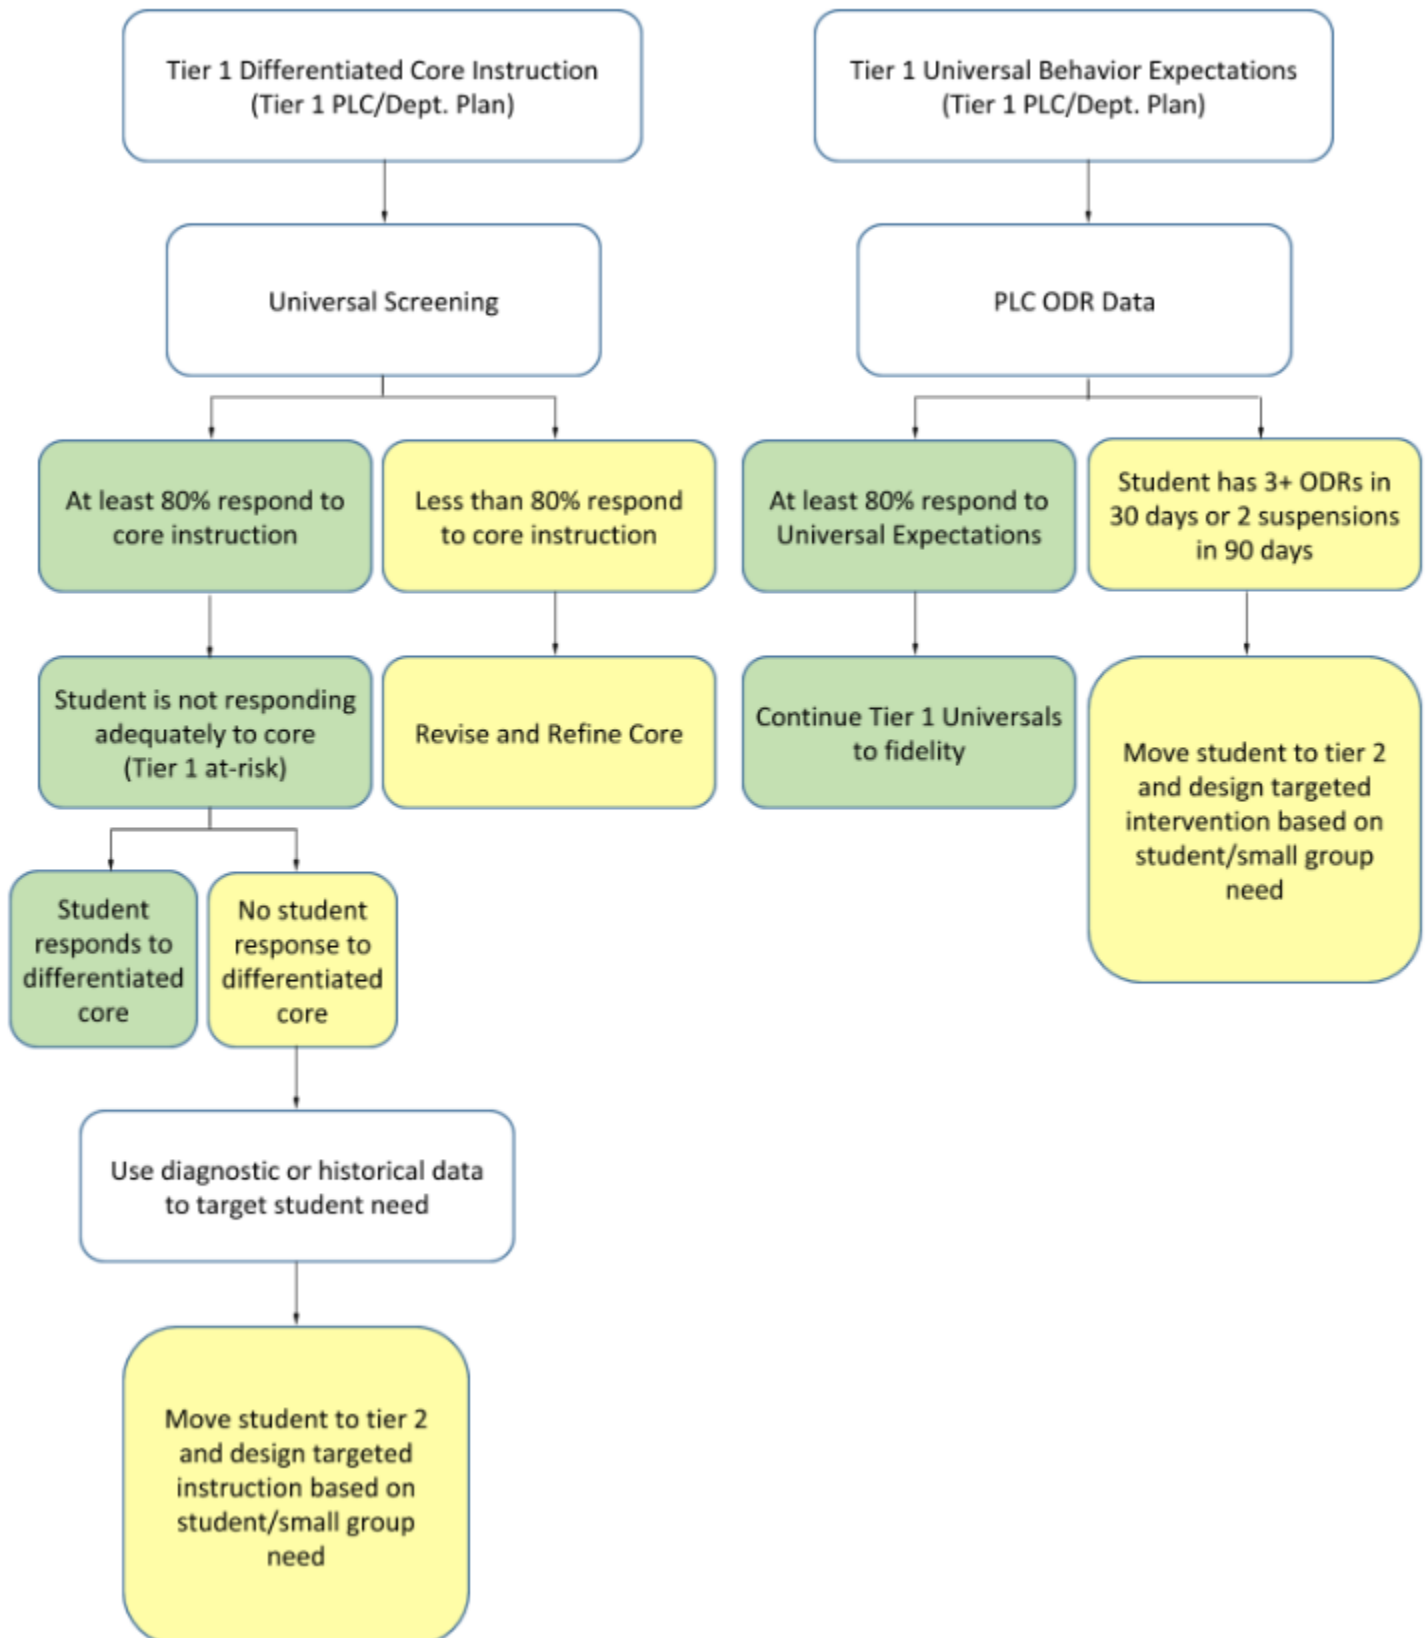 Tier 1 Differentiated Core Instruction
(Tier 1 PLC/Dept. Plan)
Universal Screening
At least 80% respond to
core instruction
Less than 80% respond
to core instruction
Student is not responding
adequately to core
(Tier 1 at-risk)
Revise and Refine Core
Student
responds to
differentiated
core
No student
response to
differentiated
core
Use diagnostic or historical data
to target student need
Move student to tier 2
and design targeted
instruction based on
student/small group
need
Tier 1 Universal Behavior Expectations
(Tier 1 PLC/Dept. Plan)
PLC ODR Data
At least 80% respond to
Universal Expectations
Student has 3+ ODRs in
30 days or 2 suspensions
in 90 days
Continue Tier 1 Universals
to fidelity
Move student to tier 2
and design targeted
intervention based on
student/small group
need